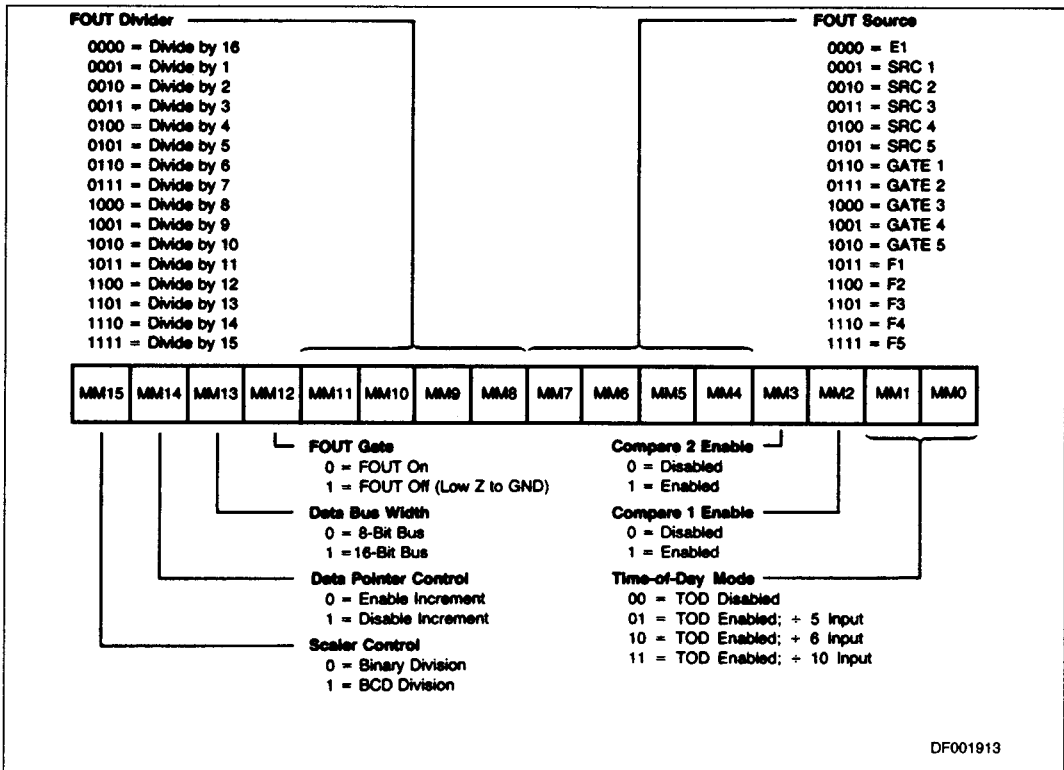 FOUT Divider
0000 = Divide by 16
0001 = Divide by 1
0010 = Divide by 2
0011 = Divide by 3
0100 = Divide by 4
0101 = Divide by 5
0110 = Divide by 6
0111 = Divide by 7
1000 = Divide by 8
1001 = Divide by 9
1010 = Divide by 10
1011 = Divide by 11
1100 = Divide by 12
1101 = Divide by 13
1110 = Divide by 14
1111 = Divide by 15
FOUT Source
0000 = E1
0001 = SRC 1
0010 = SRC 2
0011 = SRC 3
0100 = SRC 4
0101 = SRC 5
0110 = GATE 1
0111 = GATE 2
1000 = GATE 3
1001 = GATE 4
1010 = GATE 5
1011 = F1
1100 = F2
1101 = F3
1110 = F4
1111 = F5
MM15 MM14 MM13 MM12 MM11 MM10 MM9 MM8 MM7 MM6 MM5 MM4 MM3 MM2 MM1 MM0
FOUT Gate
0 = FOUT On
1 = FOUT Off (Low Z to GND)
Data Bus Width
0 = 8-Bit Bus
1 =16-Bit Bus
Data Pointer Control
0 = Enable Increment
1 = Disable Increment
Scaler Control
0 = Binary Division
1 = BCD Division
Compare 2 Enable
0 = Disabled
1 = Enabled
Compare 1 Enable
0 = Disabled
1 = Enabled
Time-of-Day Mode
00 = TOD Disabled
01 = TOD Enabled; ÷ 5 Input
10 = TOD Enabled; ÷ 6 Input
11 = TOD Enabled; ÷ 10 Input
DF001913